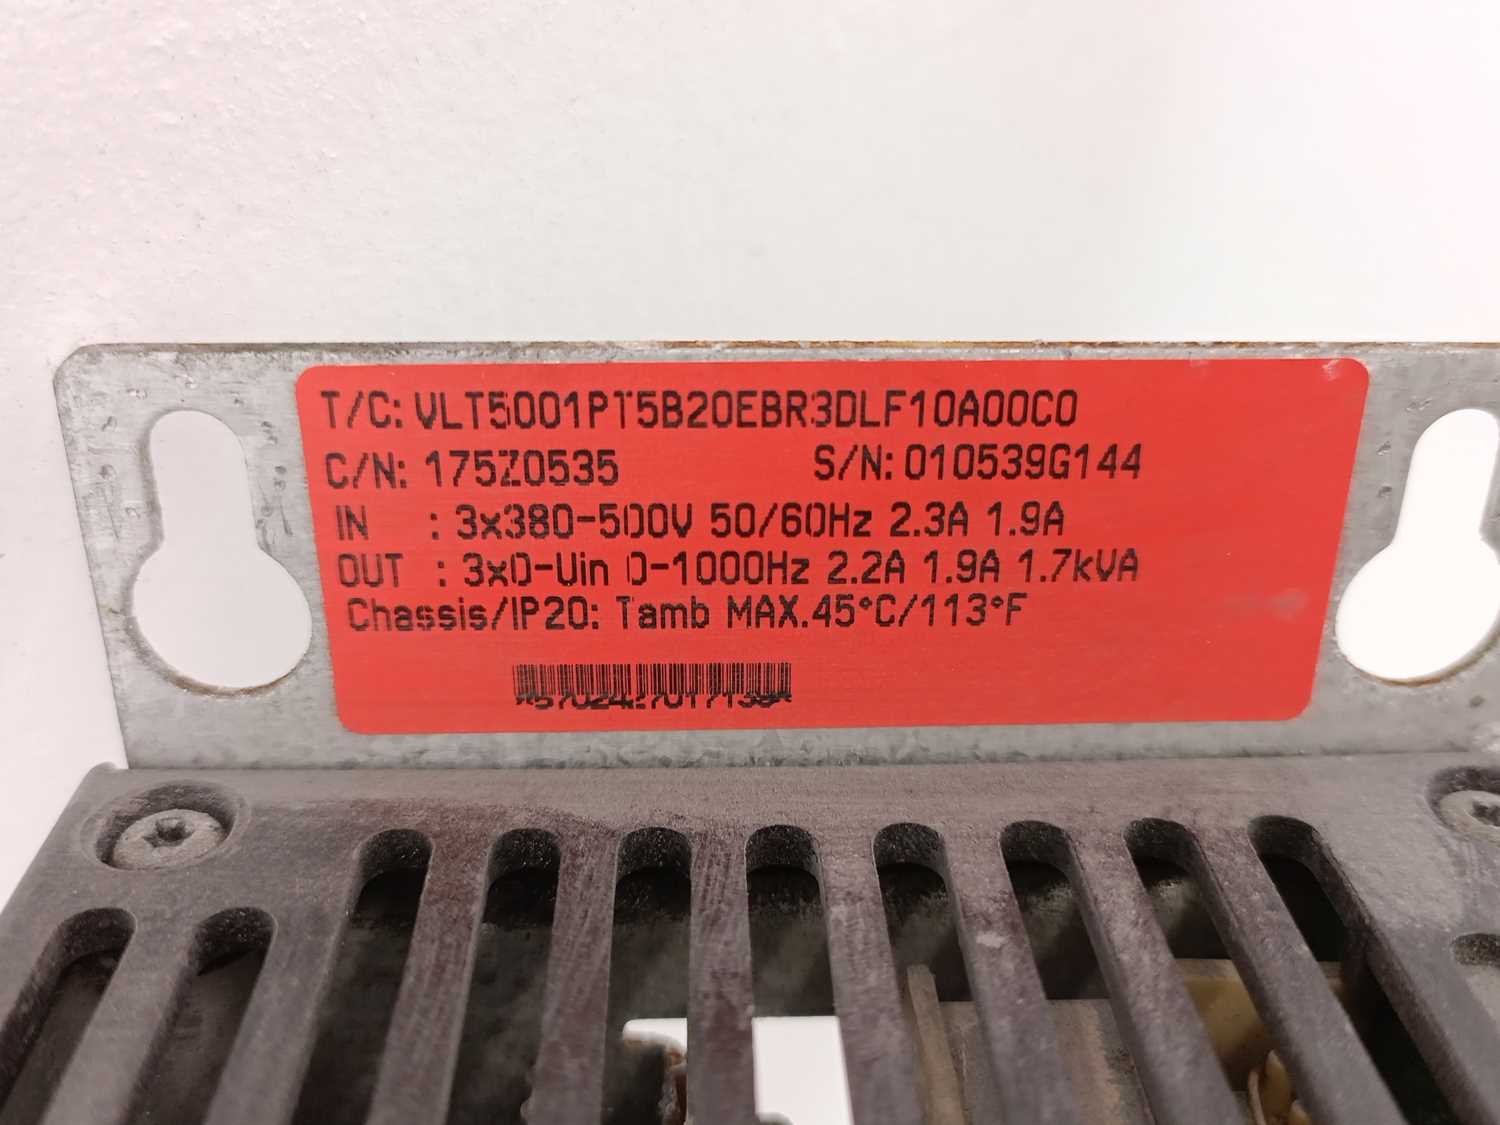 T/C: VLT5001PT5B20EBR3DLF10A00C0
C/N: 175Z0535 S/N: 010539G144
IN : 3x380-500V 50/60Hz 2.3A 1.9A
OUT : 3x0-Uin 0-1000Hz 2.2A 1.9A 1.7kVA
Chassis/IP20: Tamb MAX.45°C/113°F